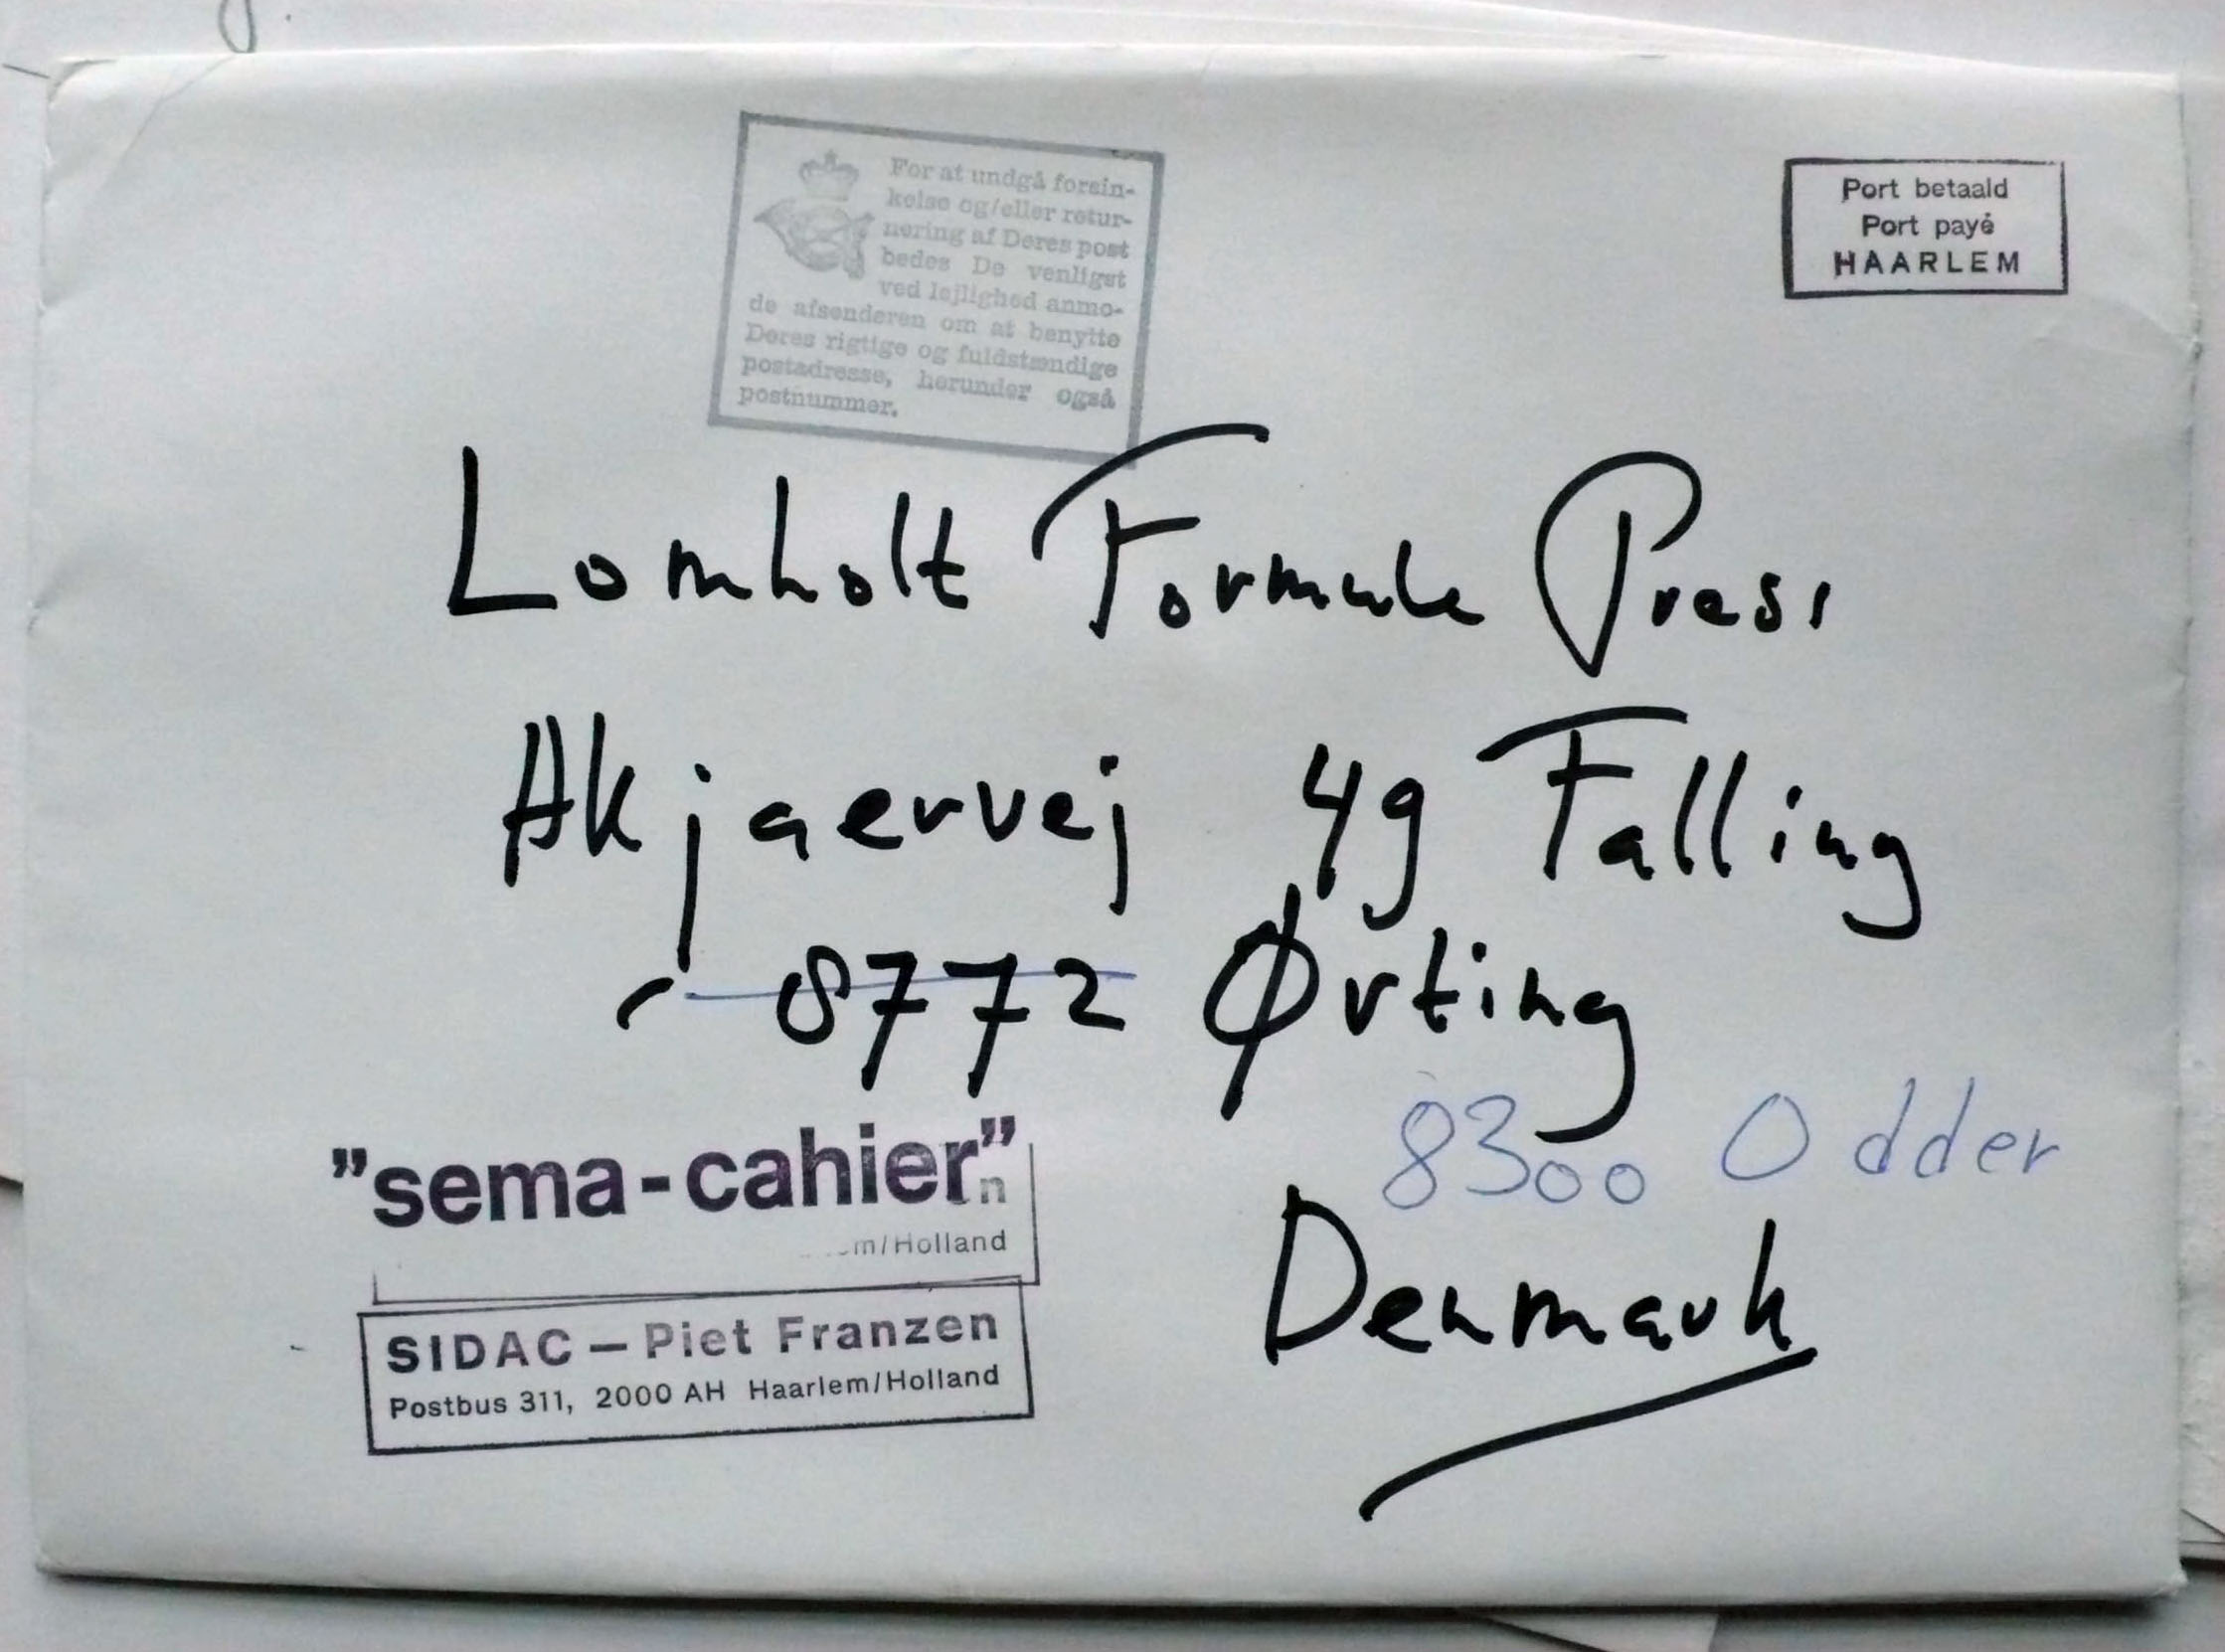 For at undgå forsin-
kelse og/eller retur-
nering af Deres post
bedes De venligst
ved lejlighed anmo-
de afsenderen om at benytte
Deres rigtige og fuldstændige
postadresse, herunder også
postnummer.
Port betaald
Port payé
HAARLEM
Lomholt Formule Press
Akjaervej 49 Falling
8772 Ørting
8300 Odder
Denmark
"sema-cahier"
n
m/Holland
SIDAC — Piet Franzen
Postbus 311, 2000 AH Haarlem/Holland